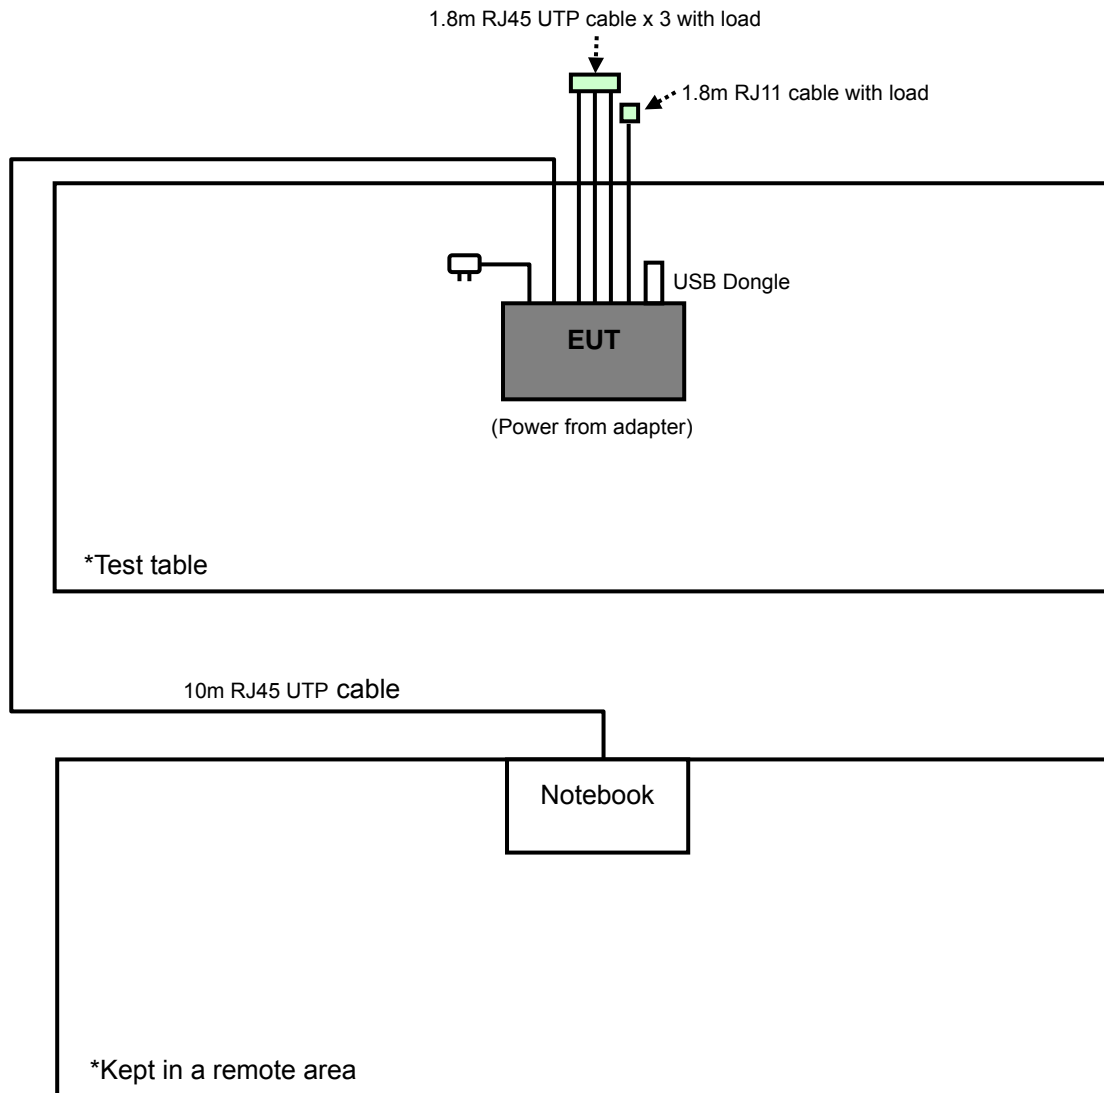 1.8m RJ45 UTP cable x 3 with load
1.8m RJ11 cable with load
USB Dongle
EUT
(Power from adapter)
*Test table
10m RJ45 UTP cable
Notebook
*Kept in a remote area